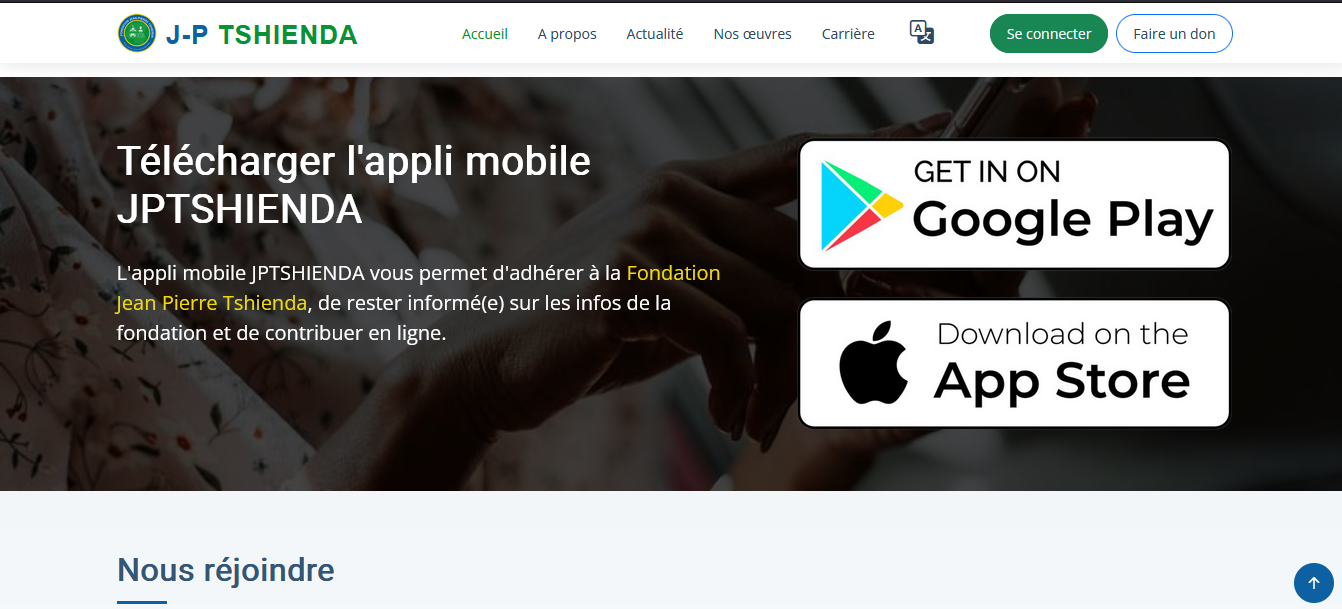 J-P TSHIENDA
Accueil
A propos
Actualité
Nos œuvres
Carrière
A
文
Se connecter
Faire un don
Télécharger l'appli mobile
JPTSHIENDA
L'appli mobile JPTSHIENDA vous permet d'adhérer à la Fondation
Jean Pierre Tshienda, de rester informé(e) sur les infos de la
fondation et de contribuer en ligne.
GET IN ON
Google Play
Download on the
App Store
Nous réjoindre